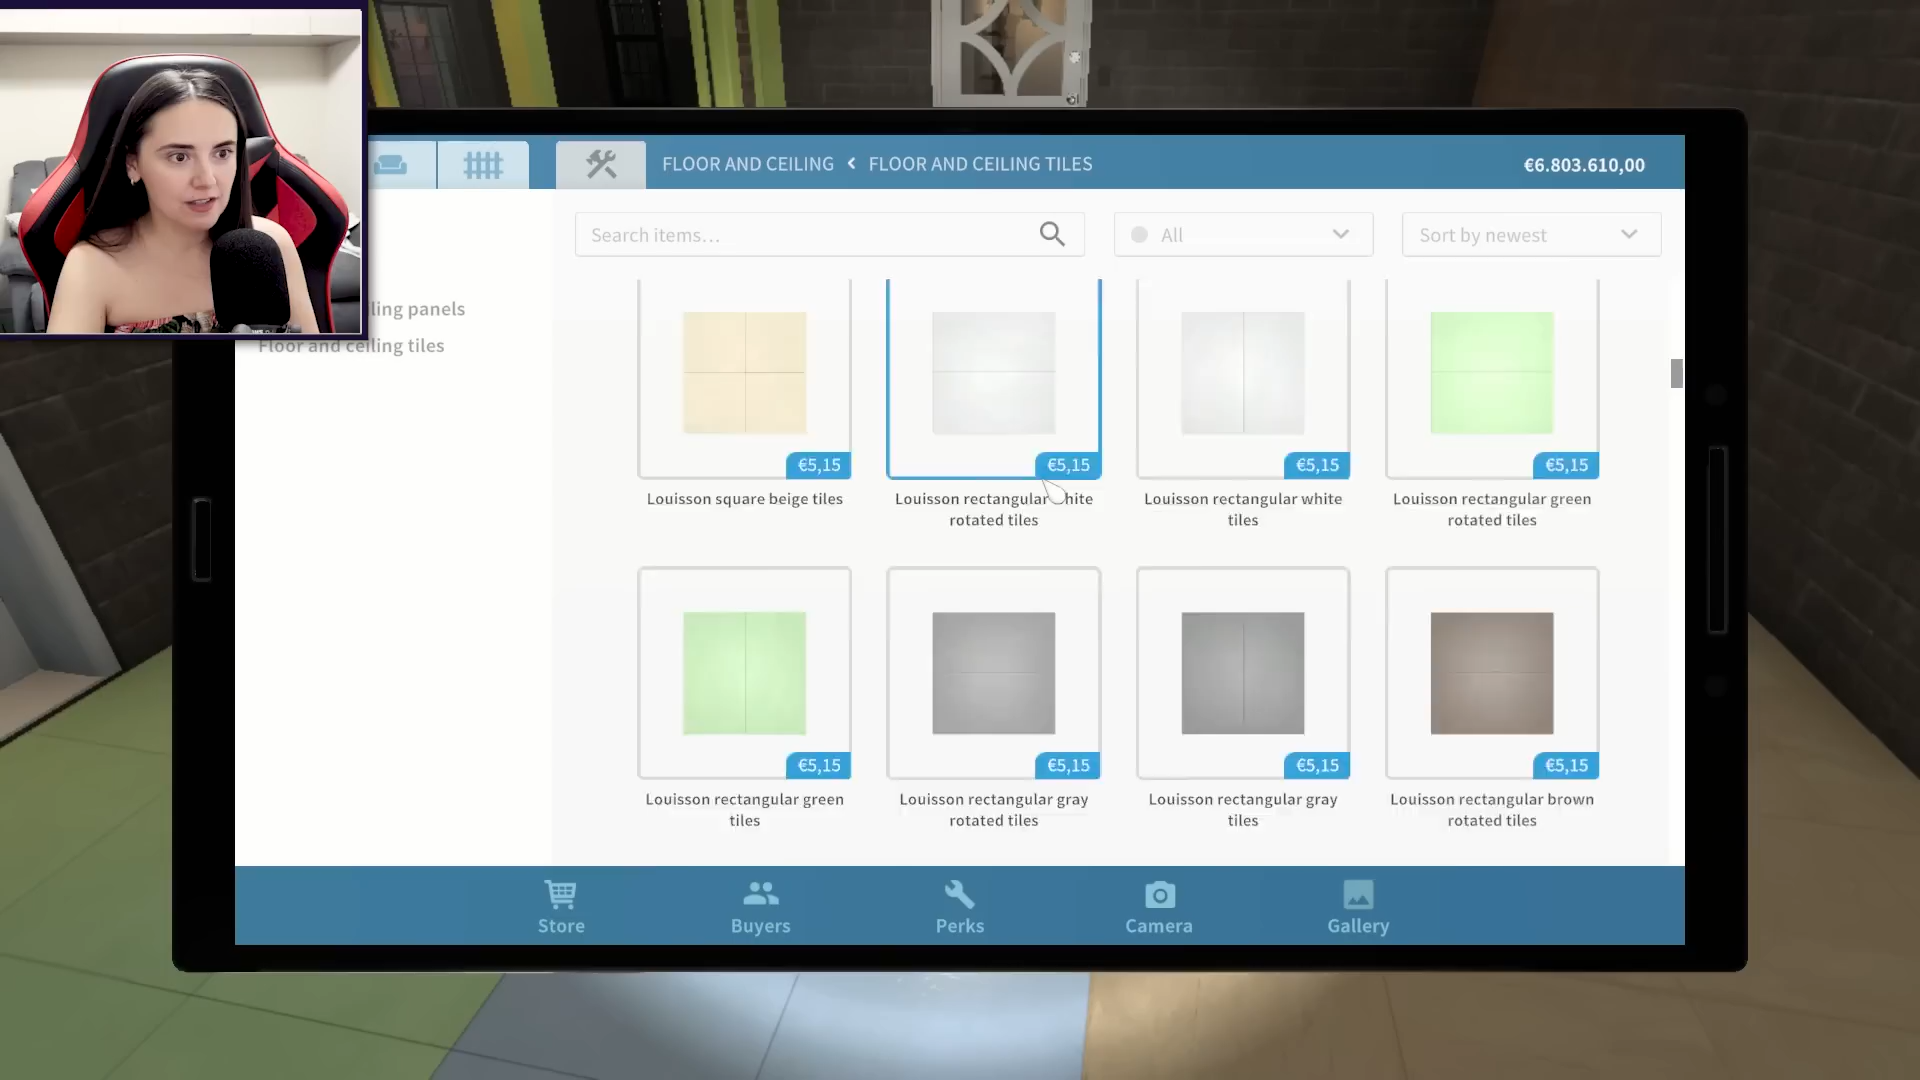 FLOOR AND CEILING < FLOOR AND CEILING TILES
€6.803.610,00
Search items...
All
Sort by newest
ling panels
Floor and ceiling tiles
€5,15
€5,15
€5,15
€5,15
Louisson square beige tiles
Louisson rectangular hite
rotated tiles
Louisson rectangular white
tiles
Louisson rectangular green
rotated tiles
€5,15
€5,15
€5,15
€5,15
Louisson rectangular green
tiles
Louisson rectangular gray
rotated tiles
Louisson rectangular gray
tiles
Louisson rectangular brown
rotated tiles
Store
Buyers
Perks
Camera
Gallery